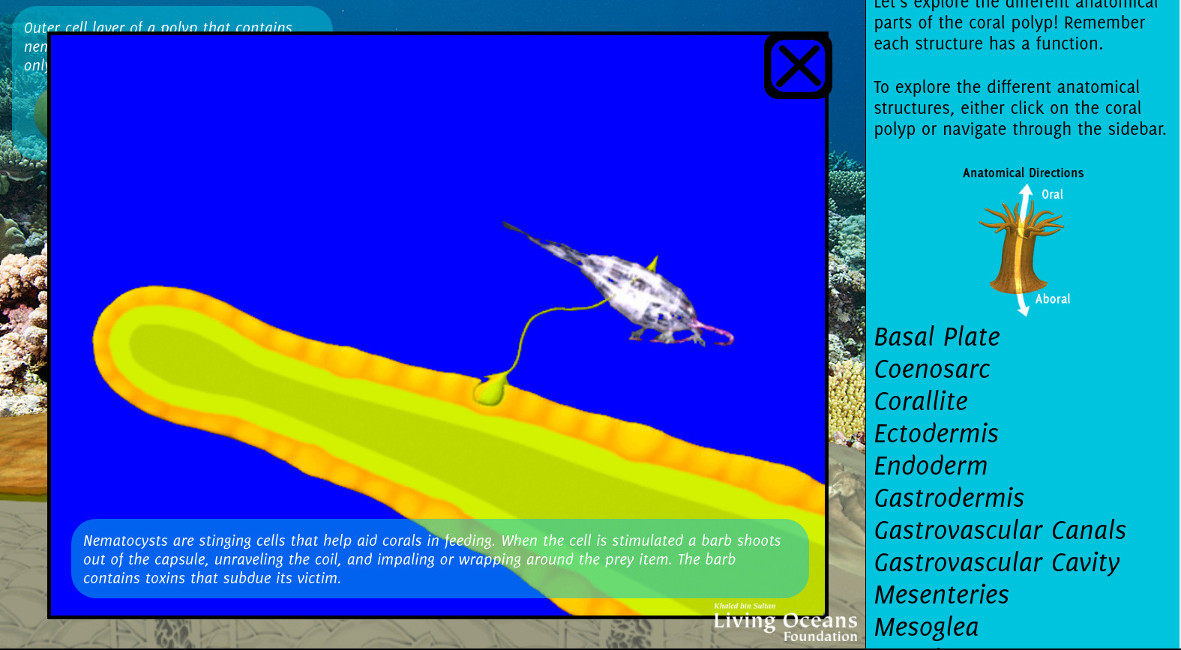 Outer cell layer of a polyp that contains
nem
only
Nematocysts are stinging cells that help aid corals in feeding. When the cell is stimulated a barb shoots
out of the capsule, unraveling the coil, and impaling or wrapping around the prey item. The barb
contains toxins that subdue its victim.
Khaled bin Sultan
Living Oceans
Foundation
Let's explore the different anatomical
parts of the coral polyp! Remember
each structure has a function.
To explore the different anatomical
structures, either click on the coral
polyp or navigate through the sidebar.
Anatomical Directions
Oral
Aboral
Basal Plate
Coenosarc
Corallite
Ectodermis
Endoderm
Gastrodermis
Gastrovascular Canals
Gastrovascular Cavity
Mesenteries
Mesoglea